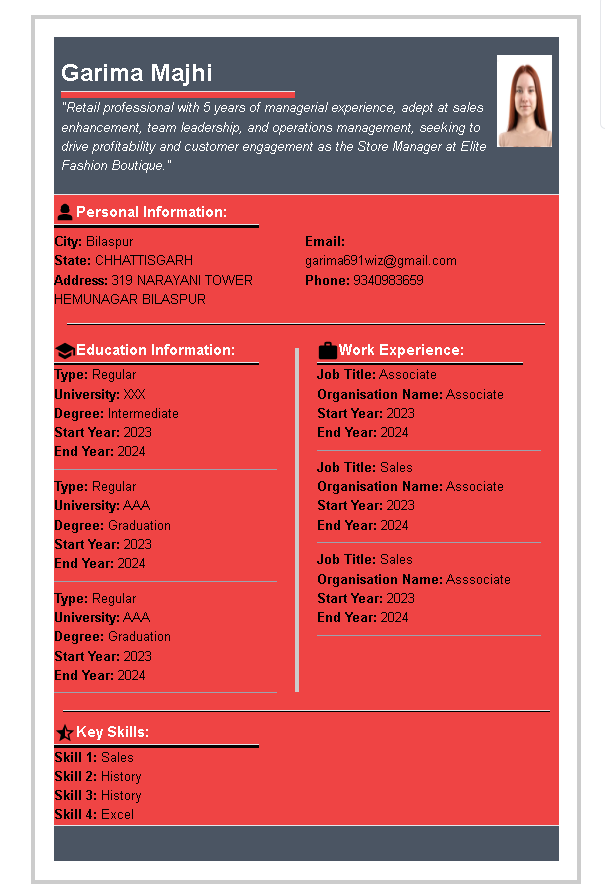 Garima Majhi
"Retail professional with 5 years of managerial experience, adept at sales
enhancement, team leadership, and operations management, seeking to
drive profitability and customer engagement as the Store Manager at Elite
Fashion Boutique."
Personal Information:
City: Bilaspur
State: CHHATTISGARH
Address: 319 NARAYANI TOWER
HEMUNAGAR BILASPUR
Email:
garima691wiz@gmail.com
Phone: 9340983659
Education Information:
Type: Regular
University: XXX
Degree: Intermediate
Start Year: 2023
End Year: 2024
Type: Regular
University: AAA
Degree: Graduation
Start Year: 2023
End Year: 2024
Type: Regular
University: AAA
Degree: Graduation
Start Year: 2023
End Year: 2024
Work Experience:
Job Title: Associate
Organisation Name: Associate
Start Year: 2023
End Year: 2024
Job Title: Sales
Organisation Name: Associate
Start Year: 2023
End Year: 2024
Job Title: Sales
Organisation Name: Asssociate
Start Year: 2023
End Year: 2024
Key Skills:
Skill 1: Sales
Skill 2: History
Skill 3: History
Skill 4: Excel